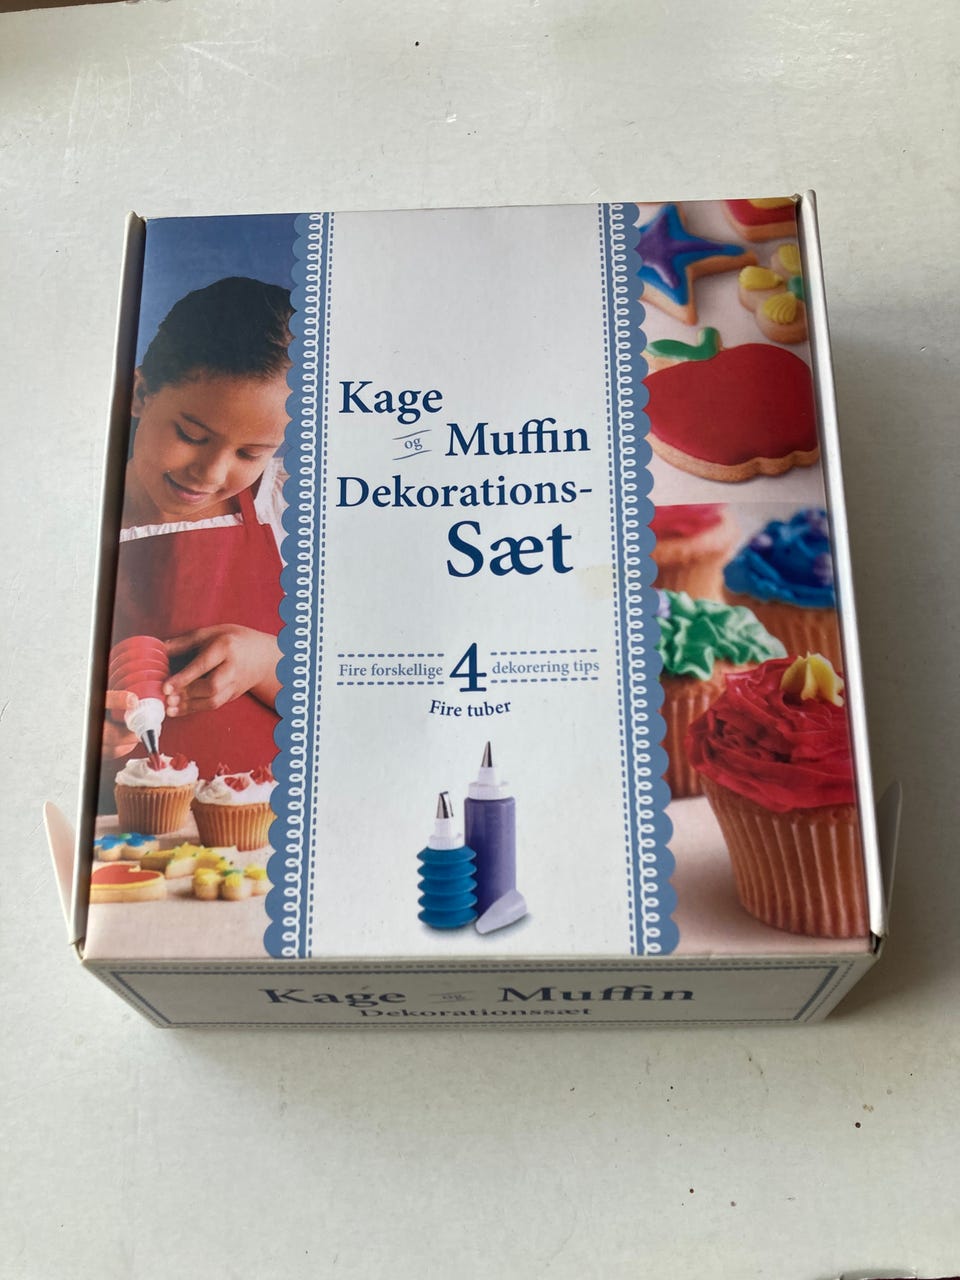 Kage
og Muffin
Dekorations-
Sæt
Fire forskellige 4 dekorering tips
Fire tuber
Kage og Muffin
Dekorationssæt